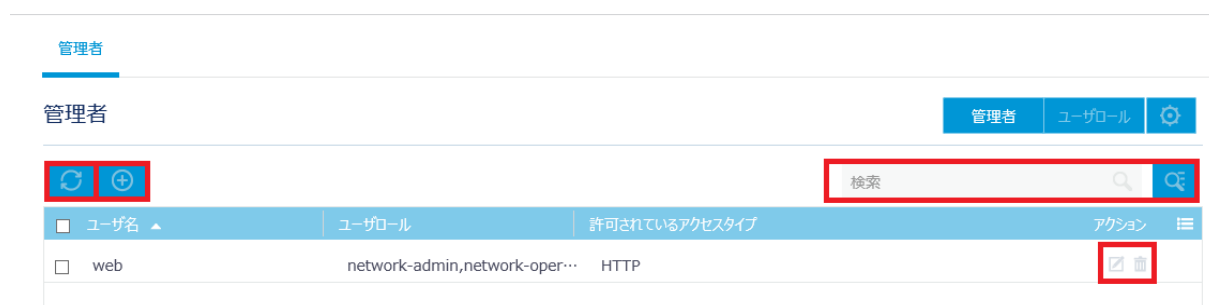 管理者
管理者
管理者 ユーザロール
検索
ユーザ名 ユーザロール 許可されているアクセスタイプ アクション
web network-admin,network-oper… HTTP